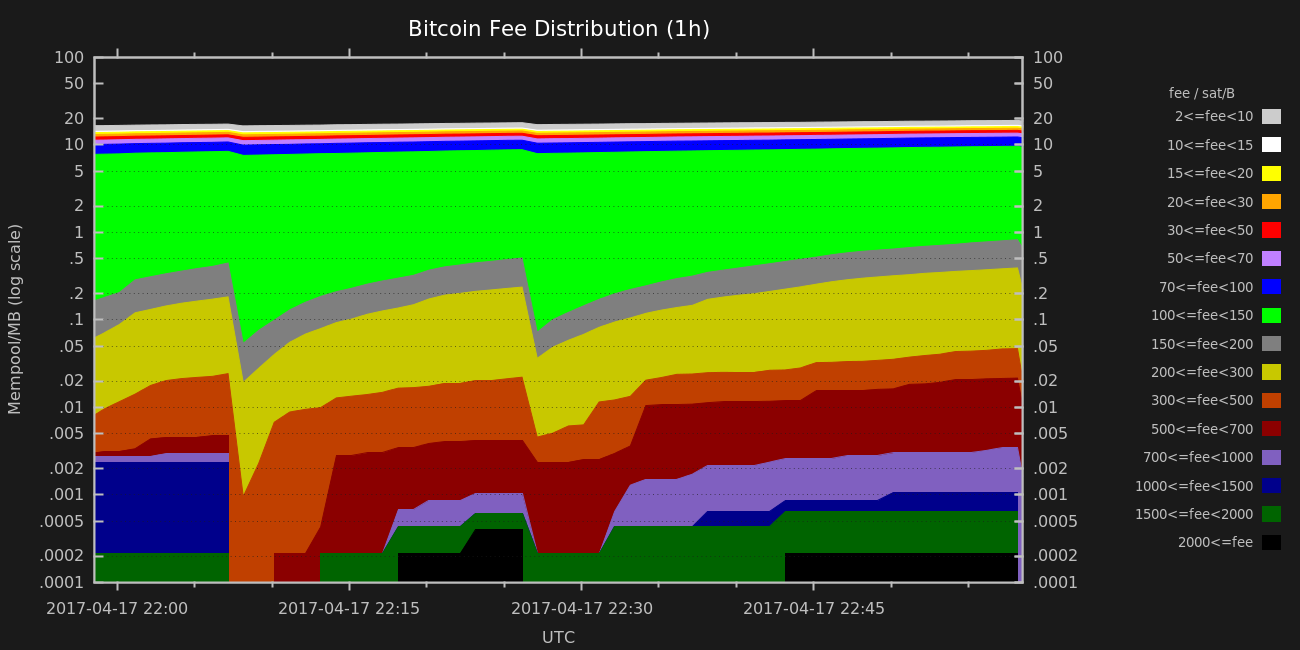 Bitcoin Fee Distribution (1h)
100
50
20
10
5
2
1
.5
.2
.1
.05
.02
.01
.005
.002
.001
.0005
.0002
.0001
Mempool/MB (log scale)
100
50
20
10
5
2
1
.5
.2
.1
.05
.02
.01
.005
.002
.001
.0005
.0002
.0001
2017-04-17 22:00
2017-04-17 22:15
2017-04-17 22:30
2017-04-17 22:45
UTC
fee / sat/B
2<=fee<10
10<=fee<15
15<=fee<20
20<=fee<30
30<=fee<50
50<=fee<70
70<=fee<100
100<=fee<150
150<=fee<200
200<=fee<300
300<=fee<500
500<=fee<700
700<=fee<1000
1000<=fee<1500
1500<=fee<2000
2000<=fee